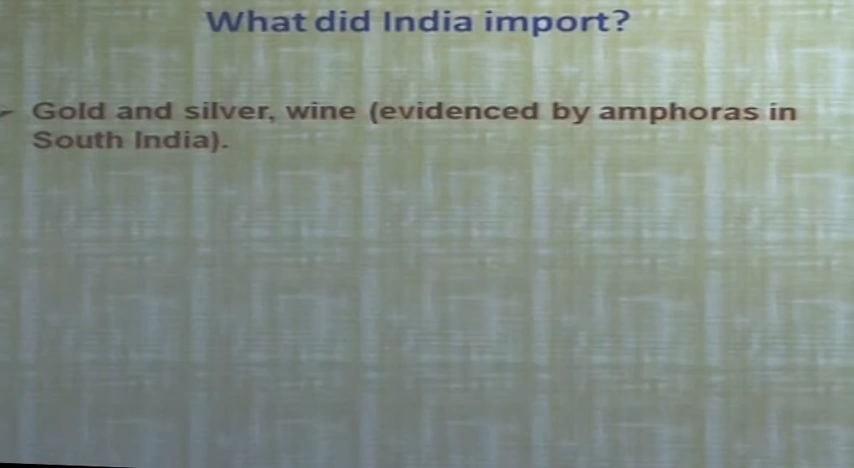 What did India import?
➢ Gold and silver, wine (evidenced by amphoras in
South India).